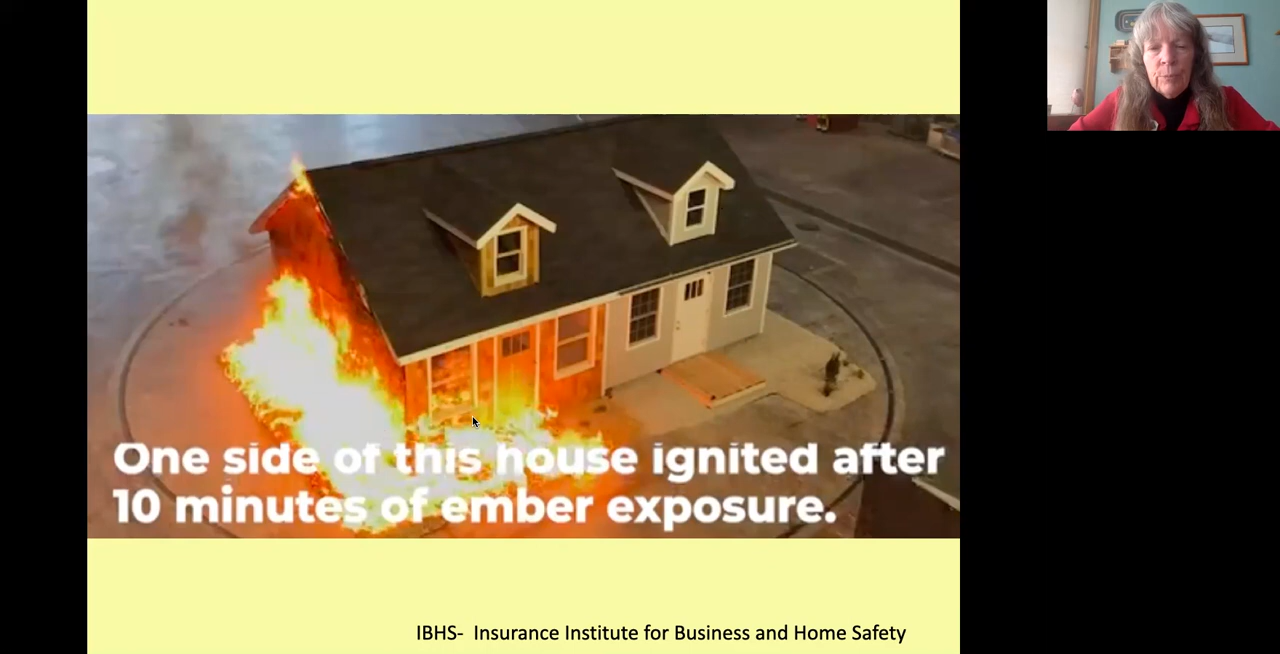 One side of this house ignited after
10 minutes of ember exposure.
IBHS- Insurance Institute for Business and Home Safety